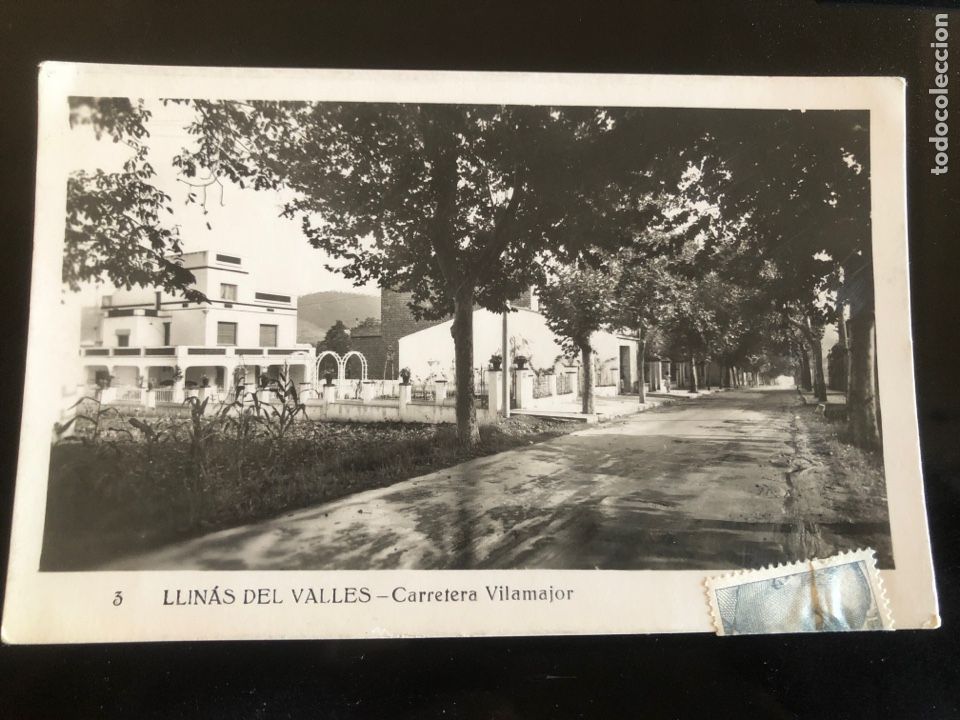 3 LLINÁS DEL VALLES – Carretera Vilamajor
todocoleccion